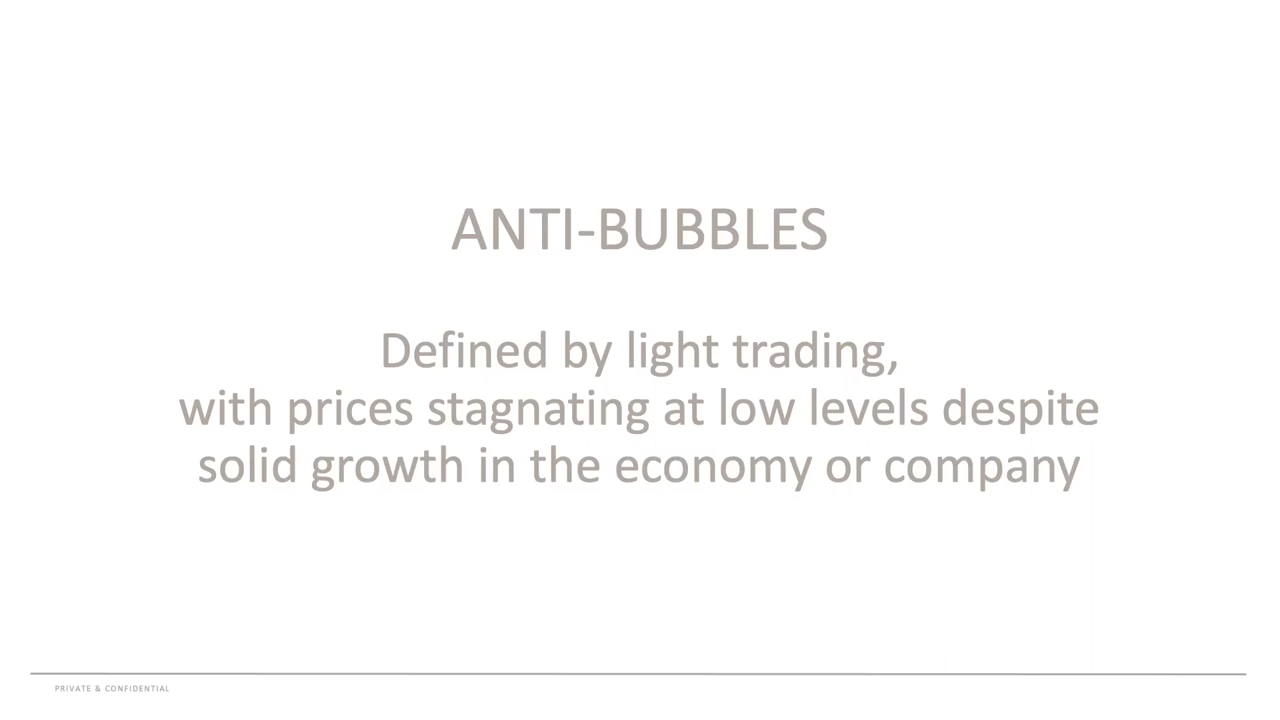 ANTI-BUBBLES
Defined by light trading,
with prices stagnating at low levels despite
solid growth in the economy or company
PRIVATE & CONFIDENTIAL